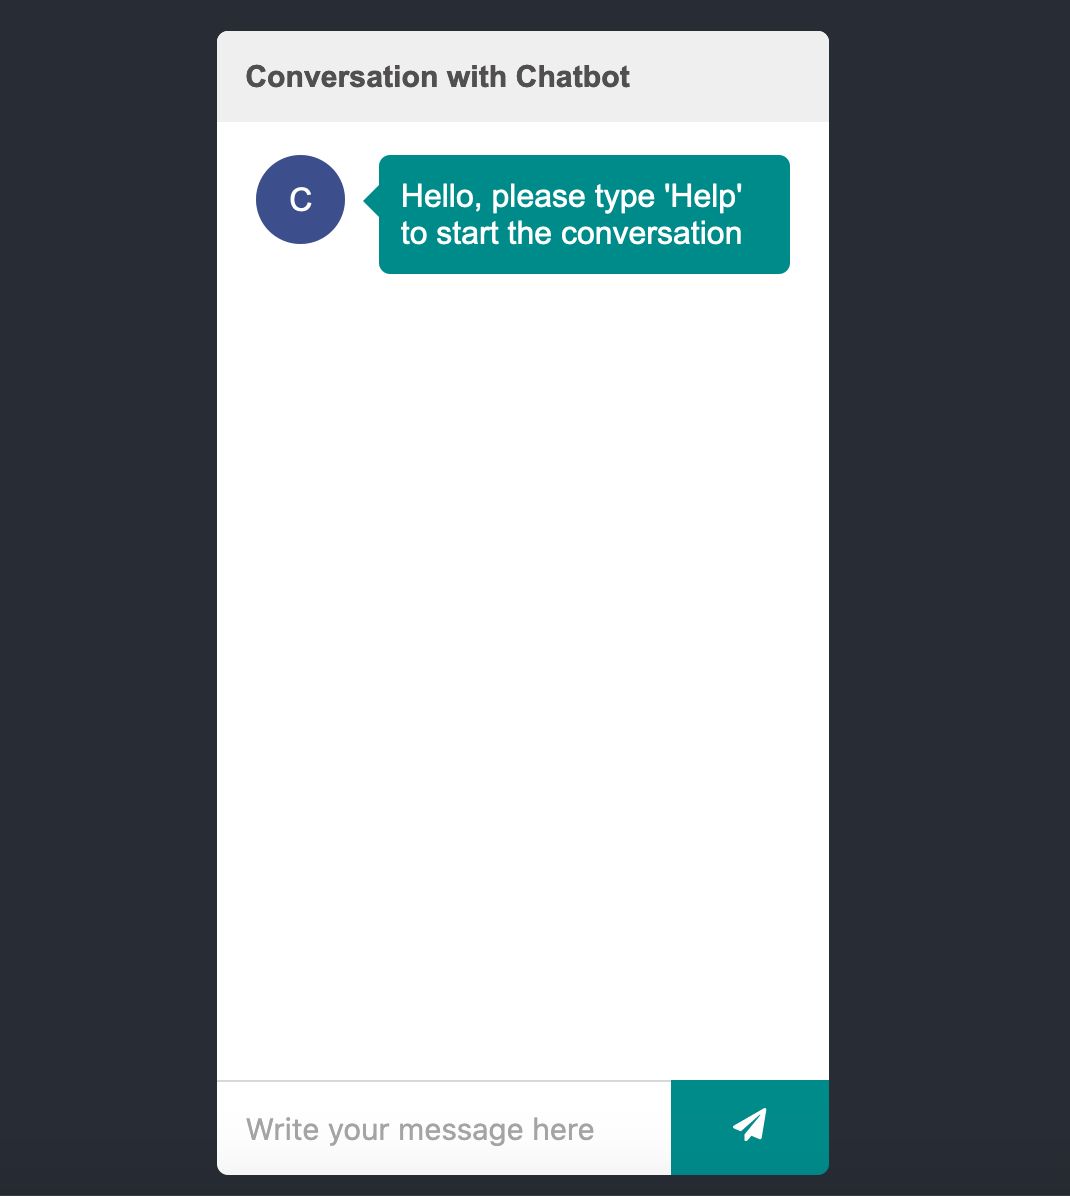 Conversation with Chatbot
C
Hello, please type 'Help'
to start the conversation
Write your message here